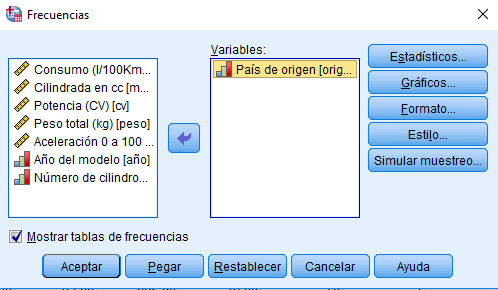 Frecuencias
Variables:
Consumo (l/100Km...
Cilindrada en cc [m...
Potencia (CV) [cv]
Peso total (kg) [peso]
Aceleración 0 a 100 ...
Año del modelo [año]
Número de cilindro...
País de origen [orig...
Estadísticos...
Gráficos...
Formato...
Estilo...
Simular muestreo...
Mostrar tablas de frecuencias
Aceptar Pegar Restablecer Cancelar Ayuda